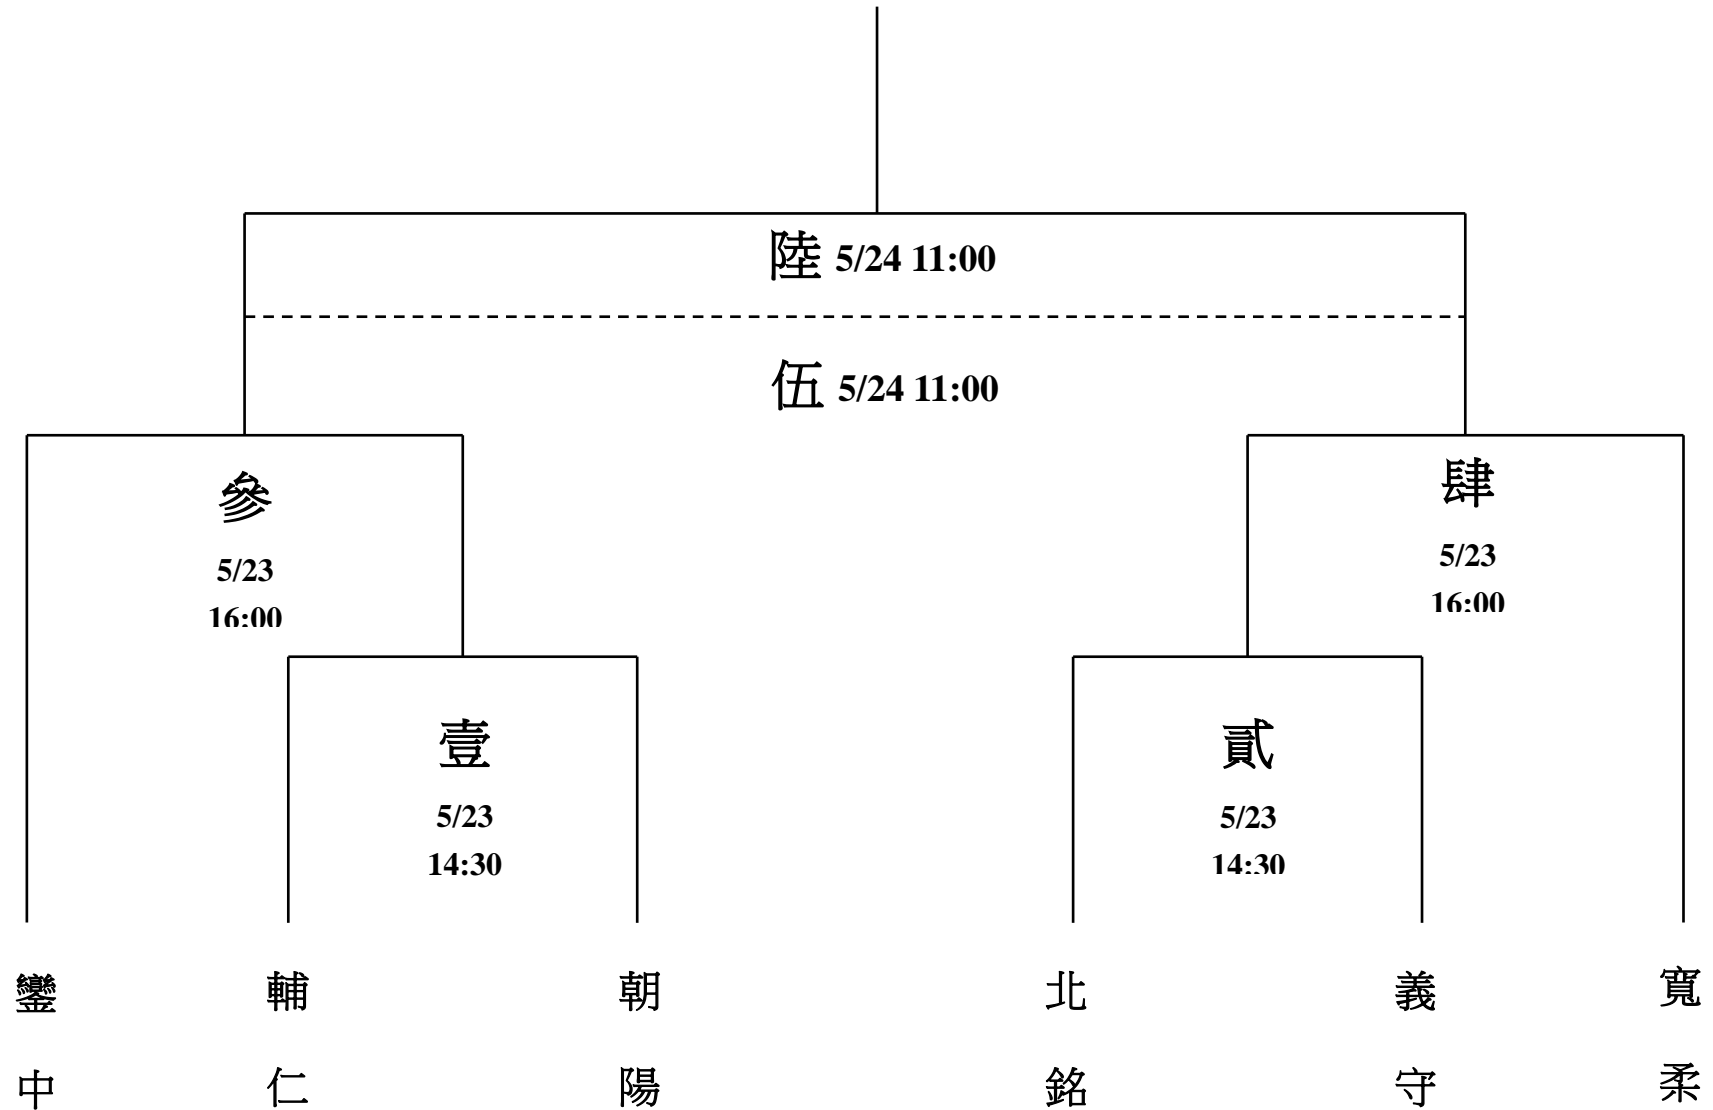 陸 5/24 11:00
伍 5/24 11:00
參
5/23
16:00
肆
5/23
16:00
壹
5/23
14:30
貳
5/23
14:30
鑾中
輔仁
朝陽
北銘
義守
寬柔